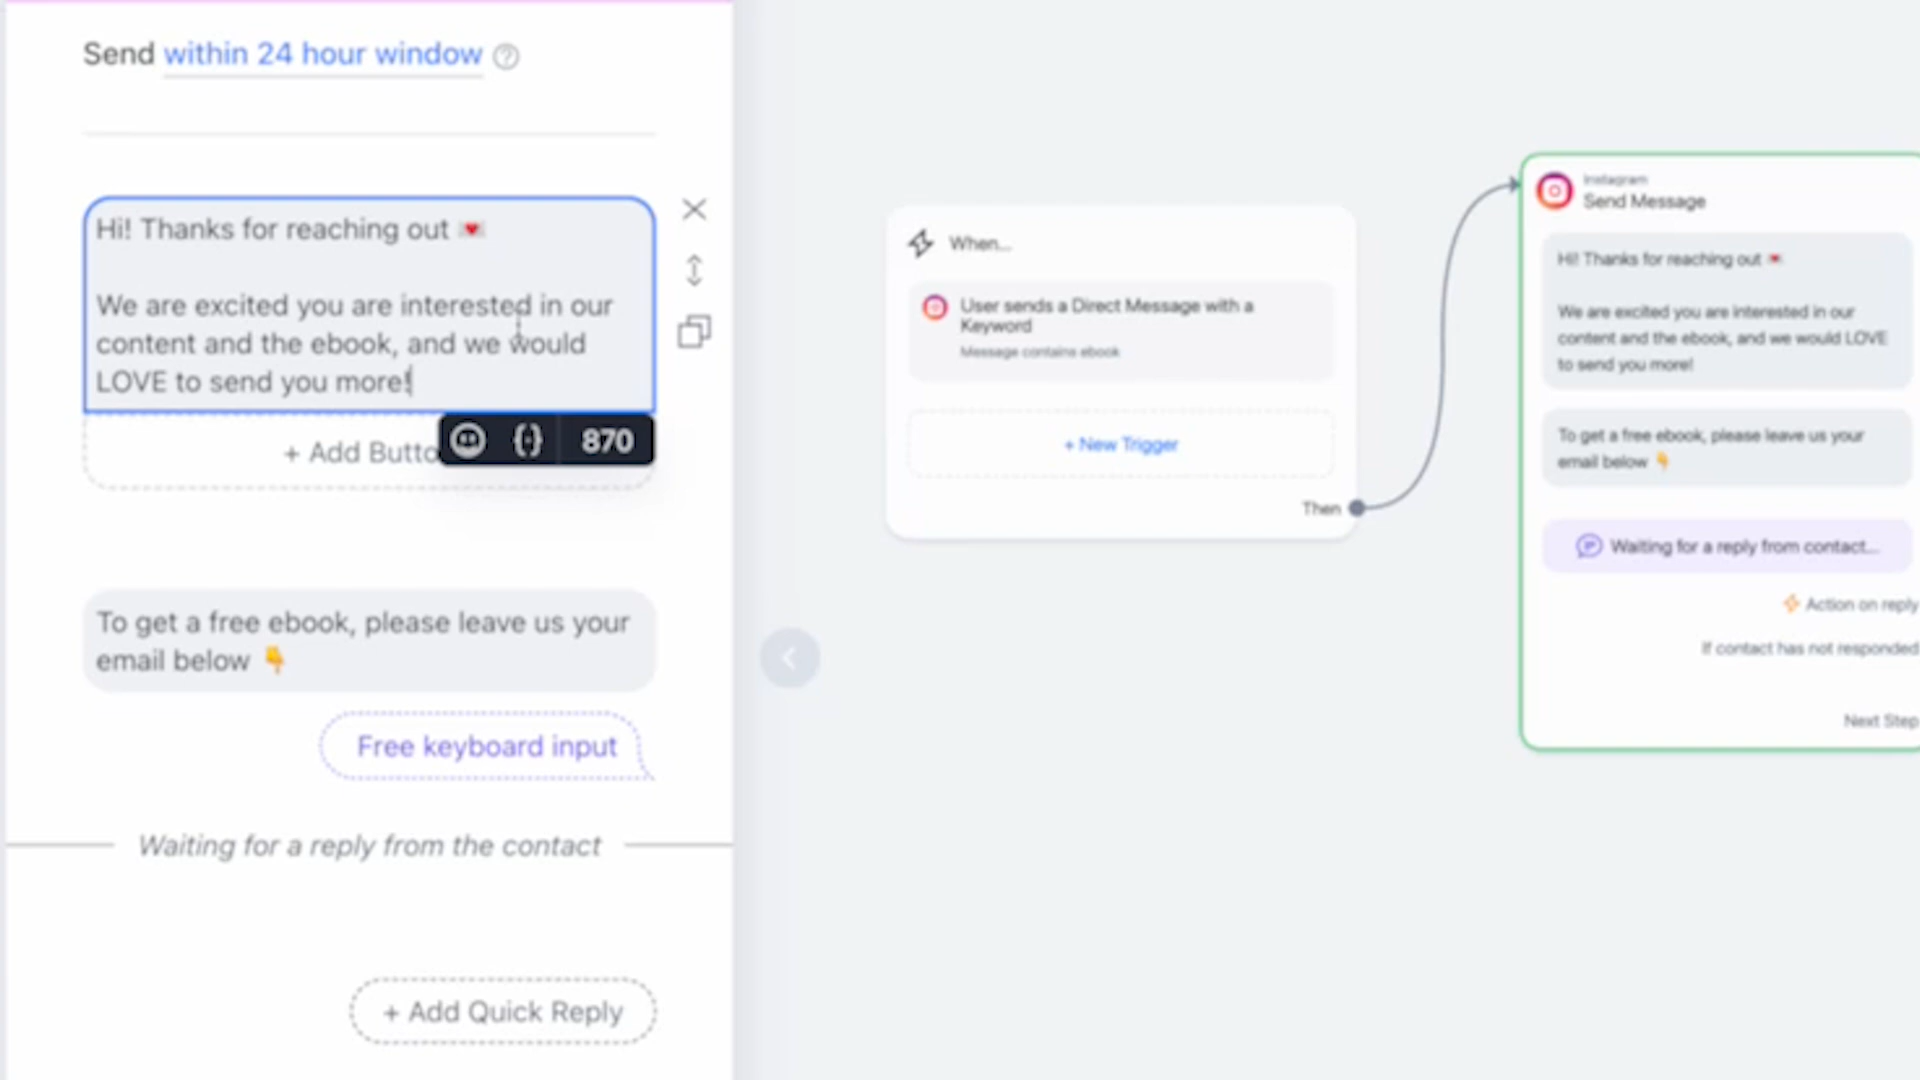 Send within 24 hour window
Hi! Thanks for reaching out 💌
We are excited you are interested in our
content and the ebook, and we would
LOVE to send you more!
+ Add Butto
870
To get a free ebook, please leave us your
email below 👇
Free keyboard input
Waiting for a reply from the contact
+ Add Quick Reply
When...
User sends a Direct Message with a
Keyword
Message contains ebook
+ New Trigger
Then
Instagram
Send Message
Hi! Thanks for reaching out 💌
We are excited you are interested in our
content and the ebook, and we would LOVE
to send you more!
To get a free ebook, please leave us your
email below 👇
Waiting for a reply from contact...
Action on reply
If contact has not responded
Next Step